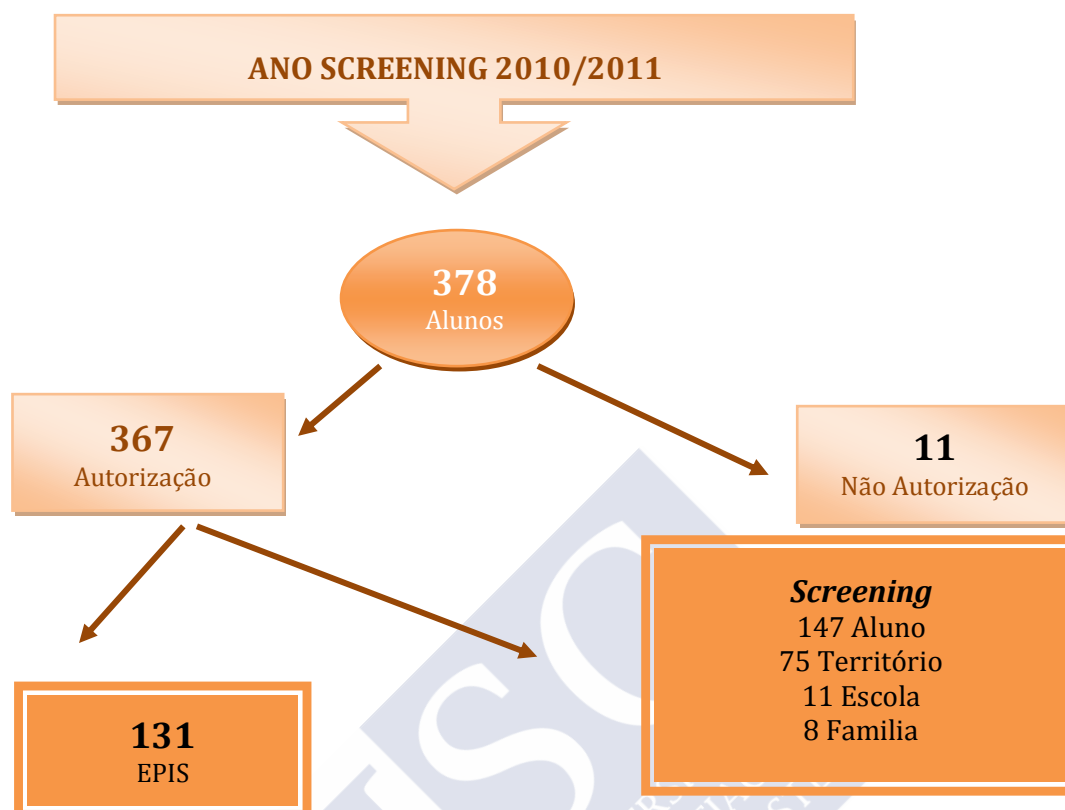 ANO SCREENING 2010/2011
378
Alunos
367
Autorização
11
Não Autorização
Screening
147 Aluno
75 Território
11 Escola
8 Familia
131
EPIS